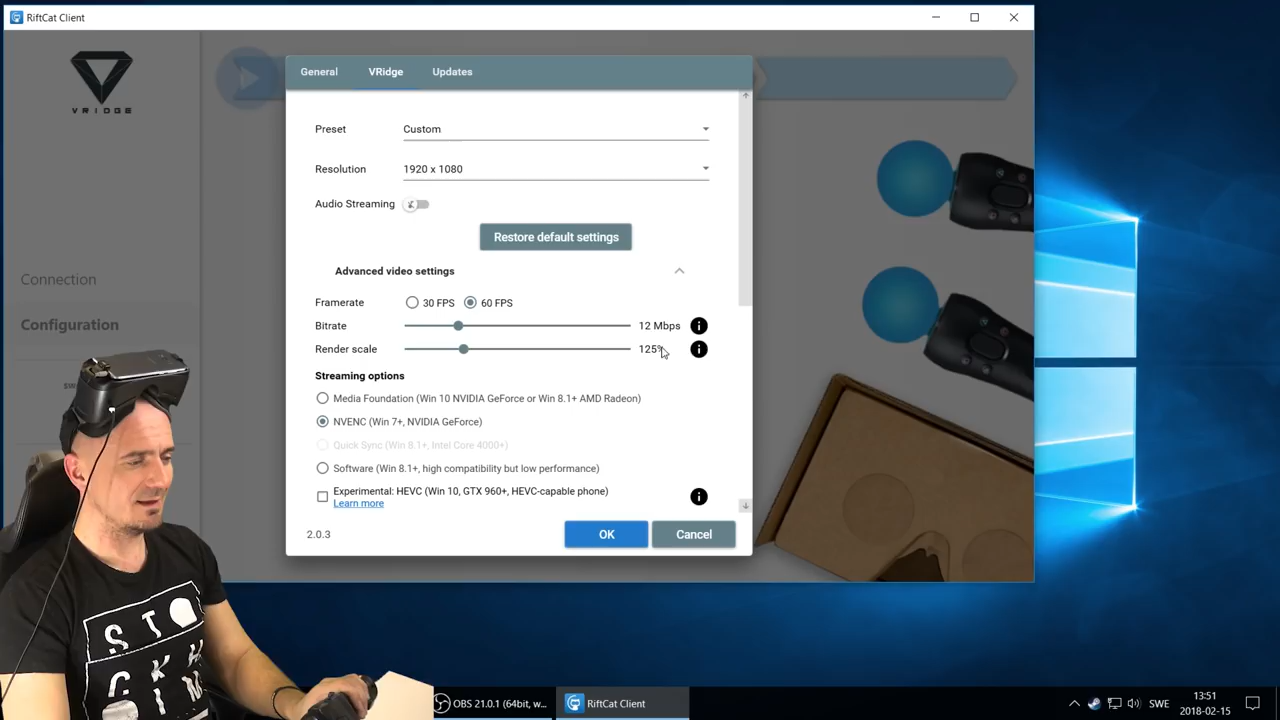 RiftCat Client
VRIDGE
General
VRidge
Updates
Preset
Custom
Resolution
1920 x 1080
Audio Streaming
Restore default settings
Advanced video settings
Framerate
30 FPS
60 FPS
Bitrate
12 Mbps
Render scale
125%
Streaming options
Media Foundation (Win 10 NVIDIA GeForce or Win 8.1+ AMD Radeon)
NVENC (Win 7+, NVIDIA GeForce)
Quick Sync (Win 8.1+, Intel Core 4000+)
Software (Win 8.1+, high compatibility but low performance)
Experimental: HEVC (Win 10, GTX 960+, HEVC-capable phone)
Learn more
2.0.3
OK
Cancel
Connection
Configuration
OBS 21.0.1 (64bit, w...
RiftCat Client
SWE
13:51
2018-02-15